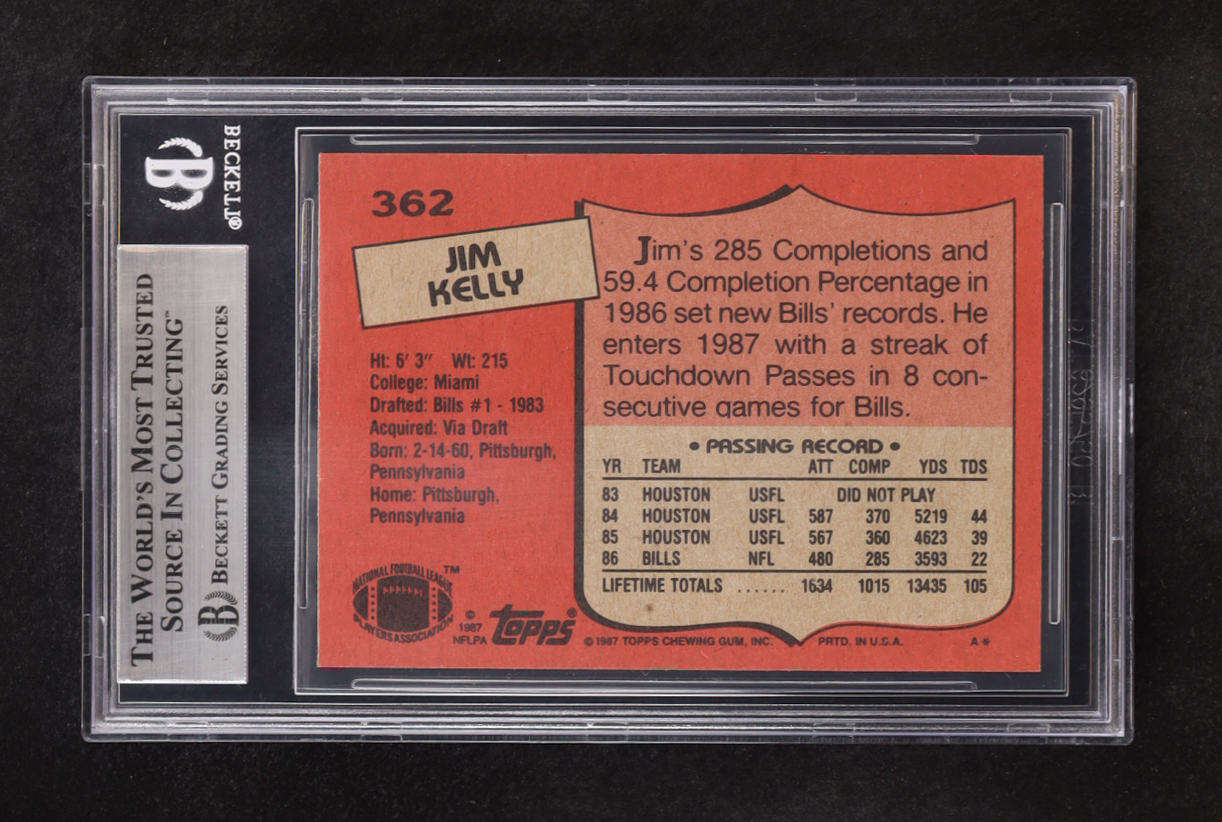 BECKETT®
B
THE WORLD'S MOST TRUSTED
SOURCE IN COLLECTING™
B BECKETT GRADING SERVICES
362
JIM
KELLY
Ht: 6' 3" Wt: 215
College: Miami
Drafted: Bills #1 - 1983
Acquired: Via Draft
Born: 2-14-60, Pittsburgh,
Pennsylvania
Home: Pittsburgh,
Pennsylvania
NATIONAL FOOTBALL LEAGUE
PLAYERS ASSOCIATION
™
© 1987
NFLPA
topps®
Jim's 285 Completions and
59.4 Completion Percentage in
1986 set new Bills' records. He
enters 1987 with a streak of
Touchdown Passes in 8 con-
secutive games for Bills.
• PASSING RECORD •
YR TEAM ATT COMP YDS TDS
83 HOUSTON USFL DID NOT PLAY
84 HOUSTON USFL 587 370 5219 44
85 HOUSTON USFL 567 360 4623 39
86 BILLS NFL 480 285 3593 22
LIFETIME TOTALS ...... 1634 1015 13435 105
© 1987 TOPPS CHEWING GUM, INC. PRTD. IN U.S.A. A*